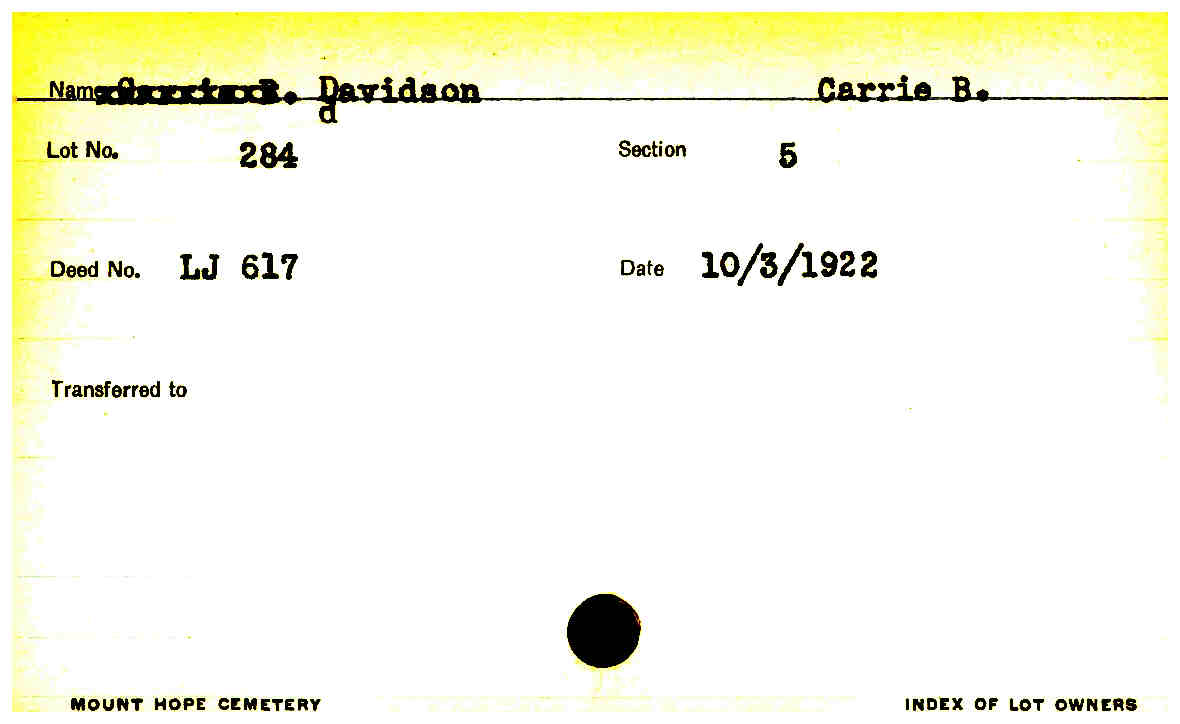 Name Carrie B. Davidson Carrie B.
d
Lot No. 284 Section 5
Deed No. LJ 617 Date 10/3/1922
Transferred to
MOUNT HOPE CEMETERY INDEX OF LOT OWNERS